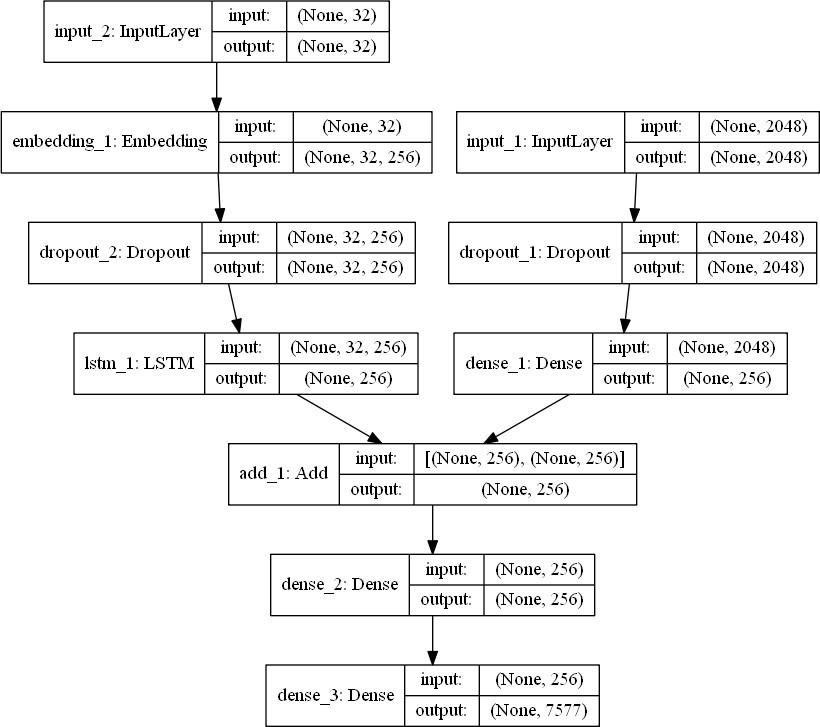 input_2: InputLayer
input: (None, 32)
output: (None, 32)
embedding_1: Embedding
input: (None, 32)
output: (None, 32, 256)
input_1: InputLayer
input: (None, 2048)
output: (None, 2048)
dropout_2: Dropout
input: (None, 32, 256)
output: (None, 32, 256)
dropout_1: Dropout
input: (None, 2048)
output: (None, 2048)
lstm_1: LSTM
input: (None, 32, 256)
output: (None, 256)
dense_1: Dense
input: (None, 2048)
output: (None, 256)
add_1: Add
input: [(None, 256), (None, 256)]
output: (None, 256)
dense_2: Dense
input: (None, 256)
output: (None, 256)
dense_3: Dense
input: (None, 256)
output: (None, 7577)